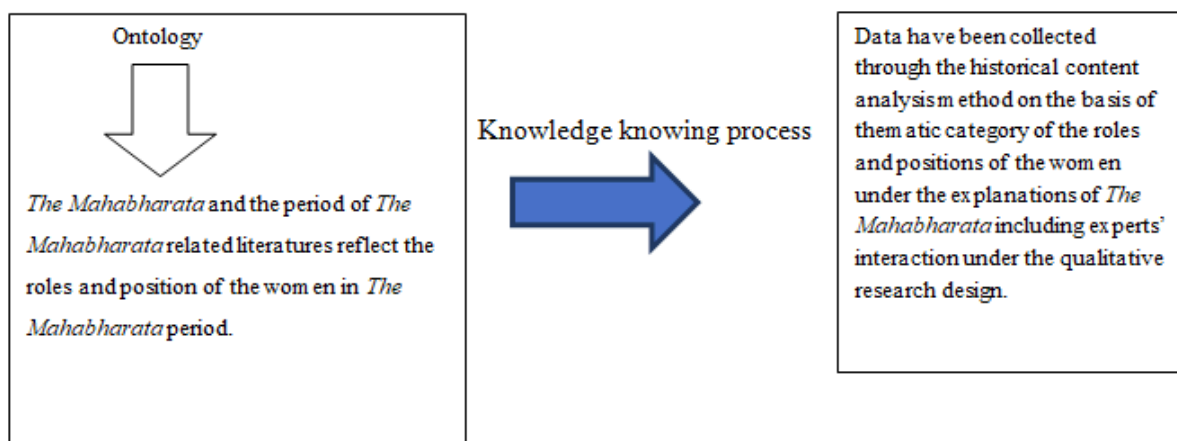 Ontology
The Mahabharata and the period of The
Mahabharata related literatures reflect the
roles and position of the women in The
Mahabharata period.
Knowledge knowing process
Data have been collected
through the historical content
analysis method on the basis of
thematic category of the roles
and positions of the women
under the explanations of The
Mahabharata including experts’
interaction under the qualitative
research design.